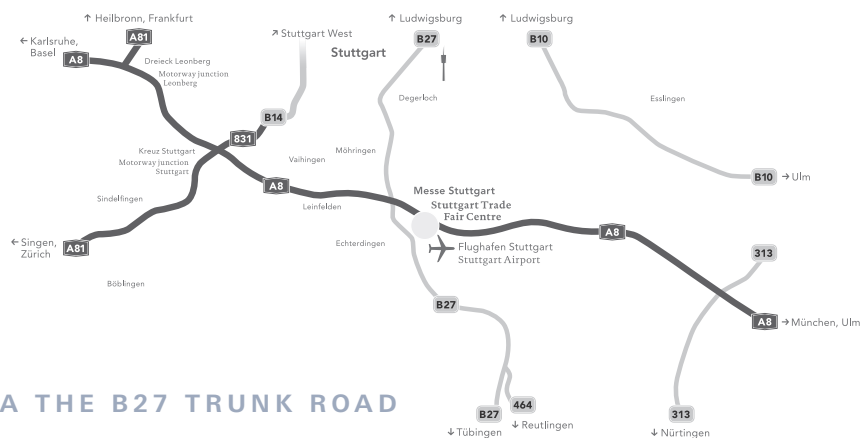 ↑ Heilbronn, Frankfurt
A81
← Karlsruhe,
Basel
A8
Dreieck Leonberg
Motorway junction
Leonberg
↗ Stuttgart West
Stuttgart
↑ Ludwigsburg
B27
↑ Ludwigsburg
B10
Degerloch
Esslingen
B14
831
Kreuz Stuttgart
Motorway junction
Stuttgart
Möhringen
Vaihingen
B10
→ Ulm
A8
Sindelfingen
Leinfelden
Messe Stuttgart
Stuttgart Trade
Fair Centre
← Singen,
Zürich
A81
Echterdingen
Flughafen Stuttgart
Stuttgart Airport
A8
313
Böblingen
B27
A8
→ München, Ulm
A THE B27 TRUNK ROAD
B27
464
313
↓ Tübingen
↓ Reutlingen
↓ Nürtingen